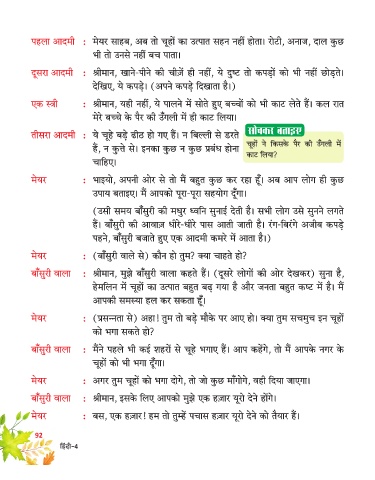 पहला आदमी : मेयर साहब, अब तो चूहों का उत्पात सहन नहीं होता। रोटी, अनाज, दाल कुछ
भी तो उनसे नहीं बच पाता।
दूसरा आदमी : श्रीमान, खाने-पीने की चीज़ें ही नहीं, ये दुष्ट तो कपड़ों को भी नहीं छोड़ते।
देखिए, ये कपड़े। (अपने कपड़े दिखाता है।)
एक स्त्री : श्रीमान, यही नहीं, ये पालने में सोते हुए बच्चों को भी काट लेते हैं। कल रात
मेरे बच्चे के पैर की उँगली में ही काट लिया।
तीसरा आदमी : ये चूहे बड़े ढीठ हो गए हैं। न बिल्ली से डरते
हैं, न कुत्ते से। इनका कुछ न कुछ प्रबंध होना
चाहिए।
सोचकर बताइए
चूहों ने किसके पैर की उँगली में
काट लिया?
मेयर : भाइयो, अपनी ओर से तो मैं बहुत कुछ कर रहा हूँ। अब आप लोग ही कुछ
उपाय बताइए। मैं आपको पूरा-पूरा सहयोग दूँगा।
(उसी समय बाँसुरी की मधुर ध्वनि सुनाई देती है। सभी लोग उसे सुनने लगते
हैं। बाँसुरी की आवाज़ धीरे-धीरे पास आती जाती है। रंग-बिरंगे अजीब कपड़े
पहने, बाँसुरी बजाते हुए एक आदमी कमरे में आता है।)
मेयर : (बाँसुरी वाले से) कौन हो तुम? क्या चाहते हो?
बाँसुरी वाला : श्रीमान, मुझे बाँसुरी वाला कहते हैं। (दूसरे लोगों की ओर देखकर) सुना है,
हेमलिन में चूहों का उत्पात बहुत बढ़ गया है और जनता बहुत कष्ट में है। मैं
आपकी समस्या हल कर सकता हूँ।
मेयर : (प्रसन्नता से) अहा! तुम तो बड़े मौके पर आए हो। क्या तुम सचमुच इन चूहों
को भगा सकते हो?
बाँसुरी वाला : मैंने पहले भी कई शहरों से चूहे भगाए हैं। आप कहेंगे, तो मैं आपके नगर के
चूहों को भी भगा दूँगा।
मेयर : अगर तुम चूहों को भगा दोगे, तो जो कुछ माँगोगे, वही दिया जाएगा।
बाँसुरी वाला : श्रीमान, इसके लिए आपको मुझे एक हज़ार यूरो देने होंगे।
मेयर : बस, एक हज़ार! हम तो तुम्हें पचास हज़ार यूरो देने को तैयार हैं।
92
हिंदी-4